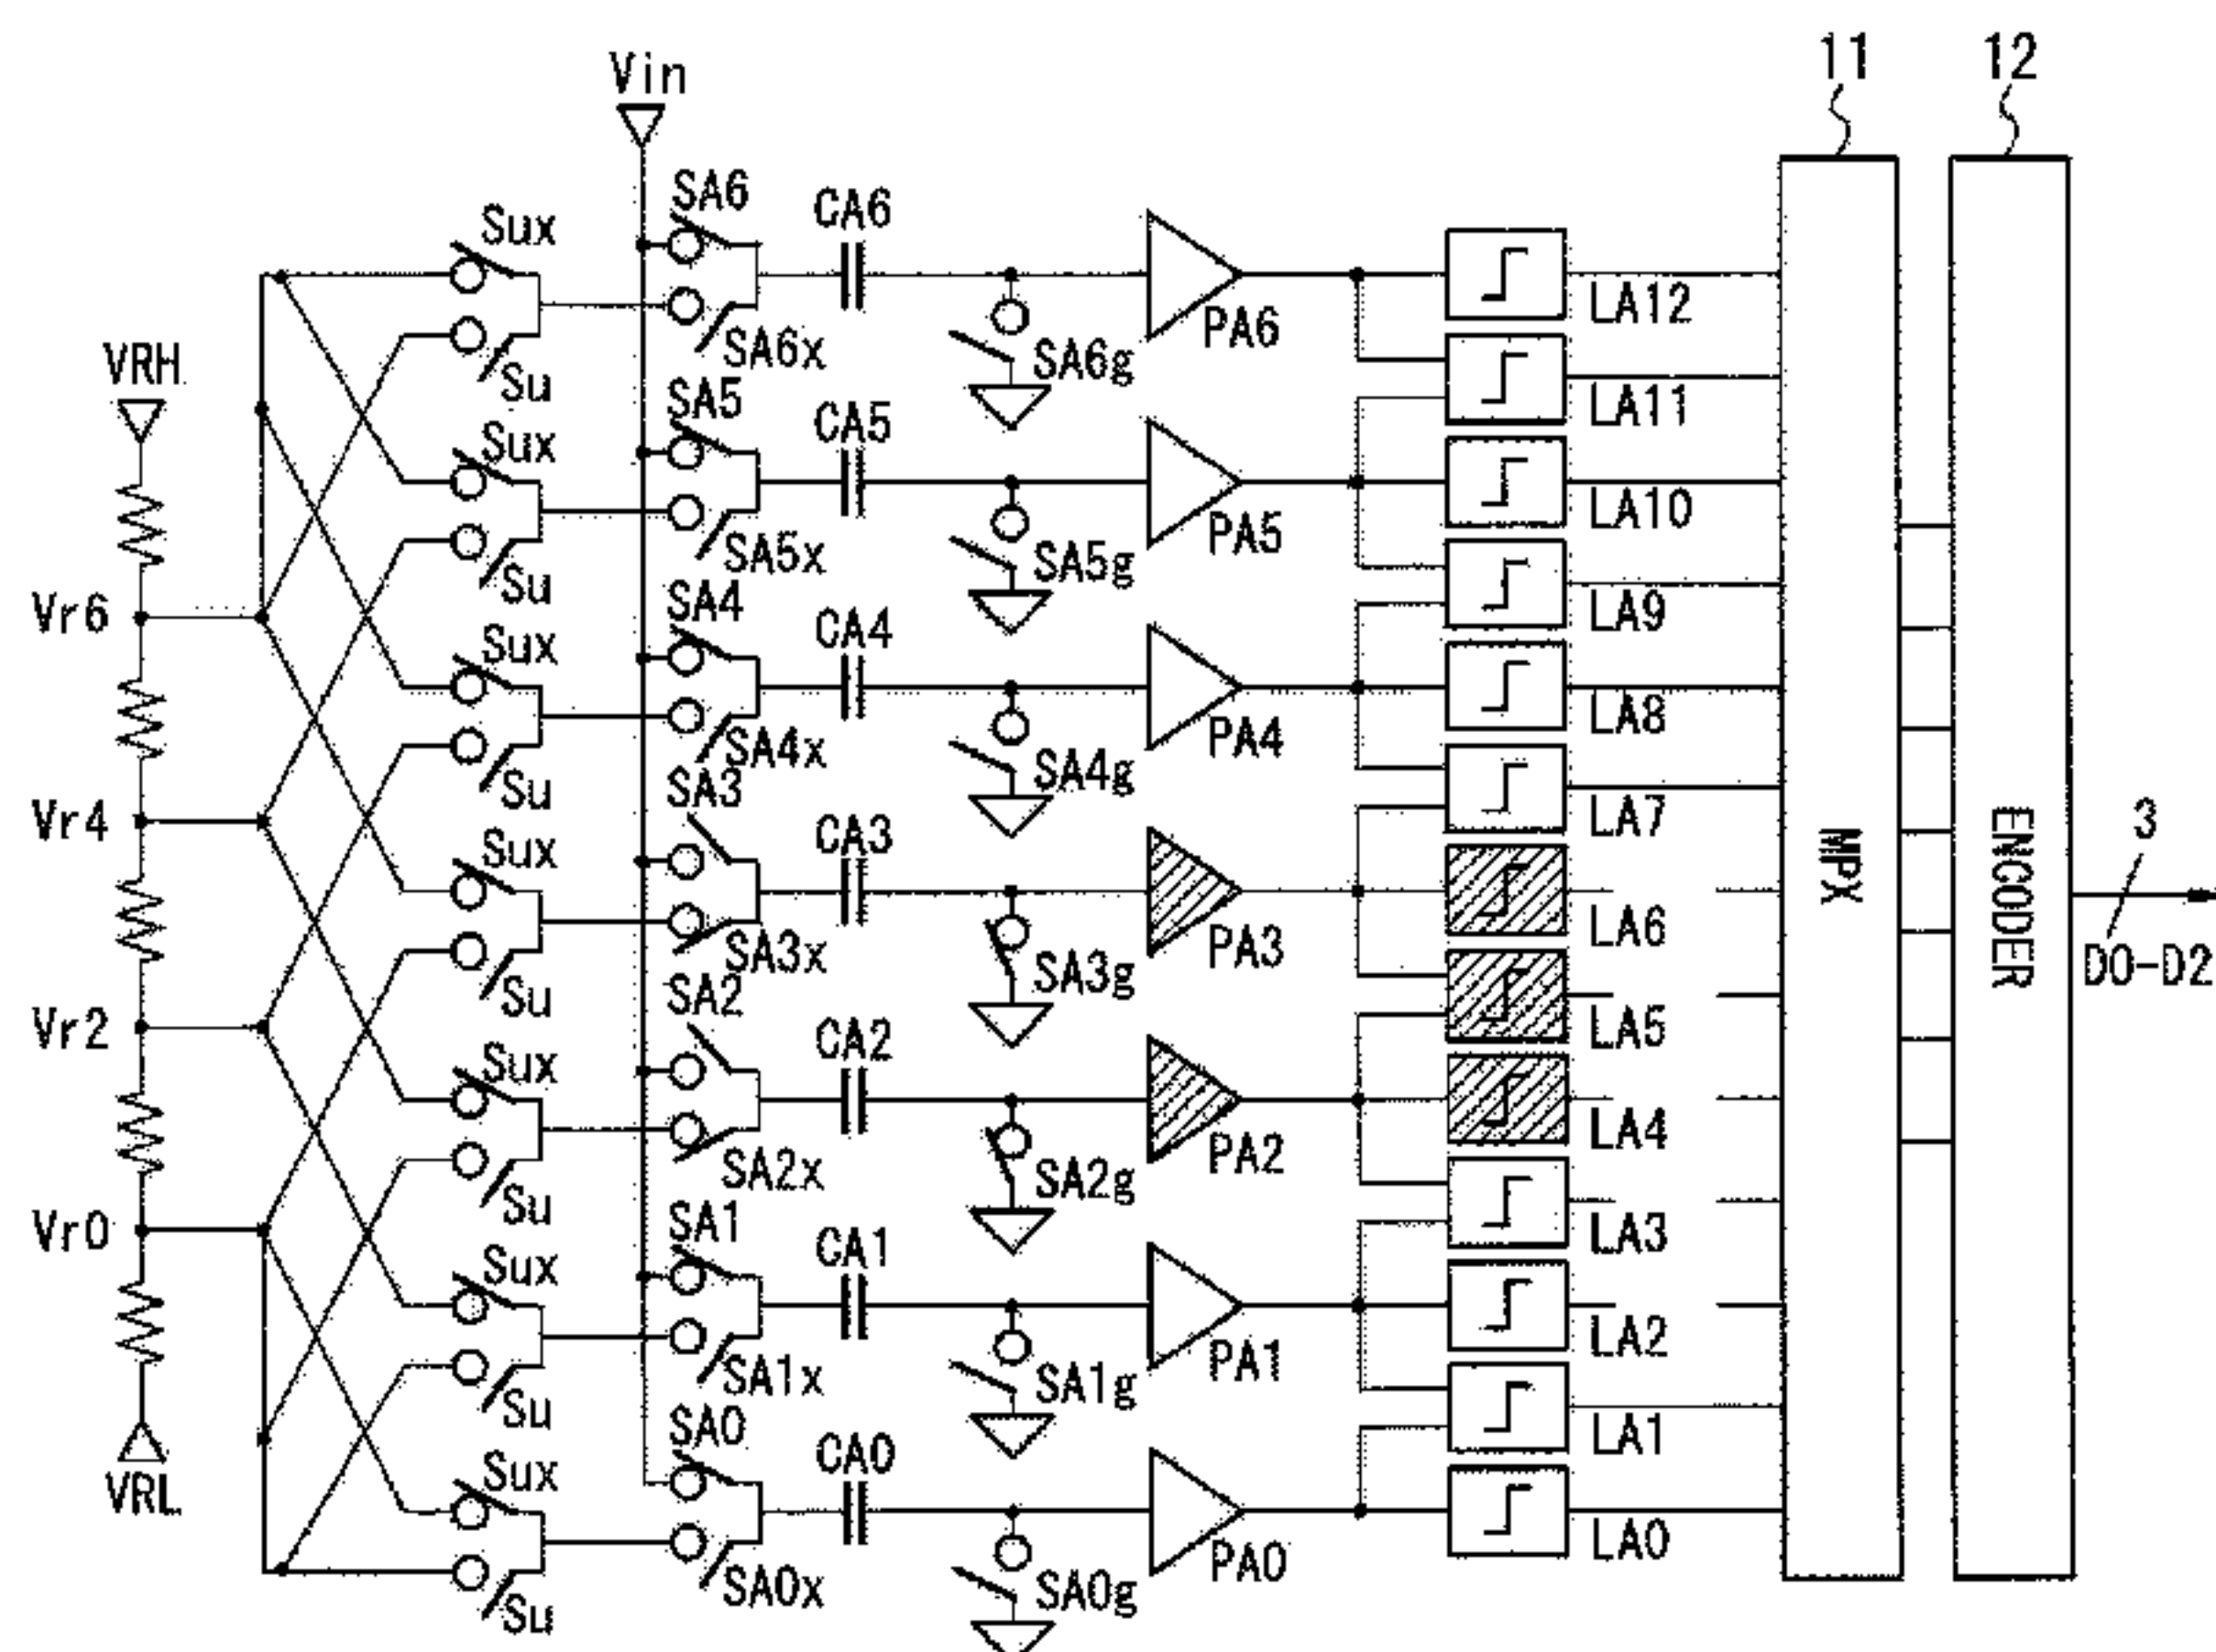 11 12
Vin
SA6 CA6
Sux
LA12
PA6
SA6x SA6g
VRH Su
SA5 CA5 LA11
Sux
LA10
PA5
SA5x SA5g
Su
SA4 CA4 LA9
Vr6
Sux
LA8
PA4
SA4x SA4g
Su
SA3 LA7
Vr4 3
CA3
Sux MPX ENCODER
LA6
PA3
SA3x SA3g D0-D2
Su
SA2 LA5
Vr2
CA2
Sux
LA4
PA2
SA2x SA2g
Su
SA1 LA3
Vr0
CA1
Sux
LA2
PA1
SA1x SA1g
Su
SA0 LA1
CA0
VRL Sux
LA0
PA0
SA0x SA0g
Su